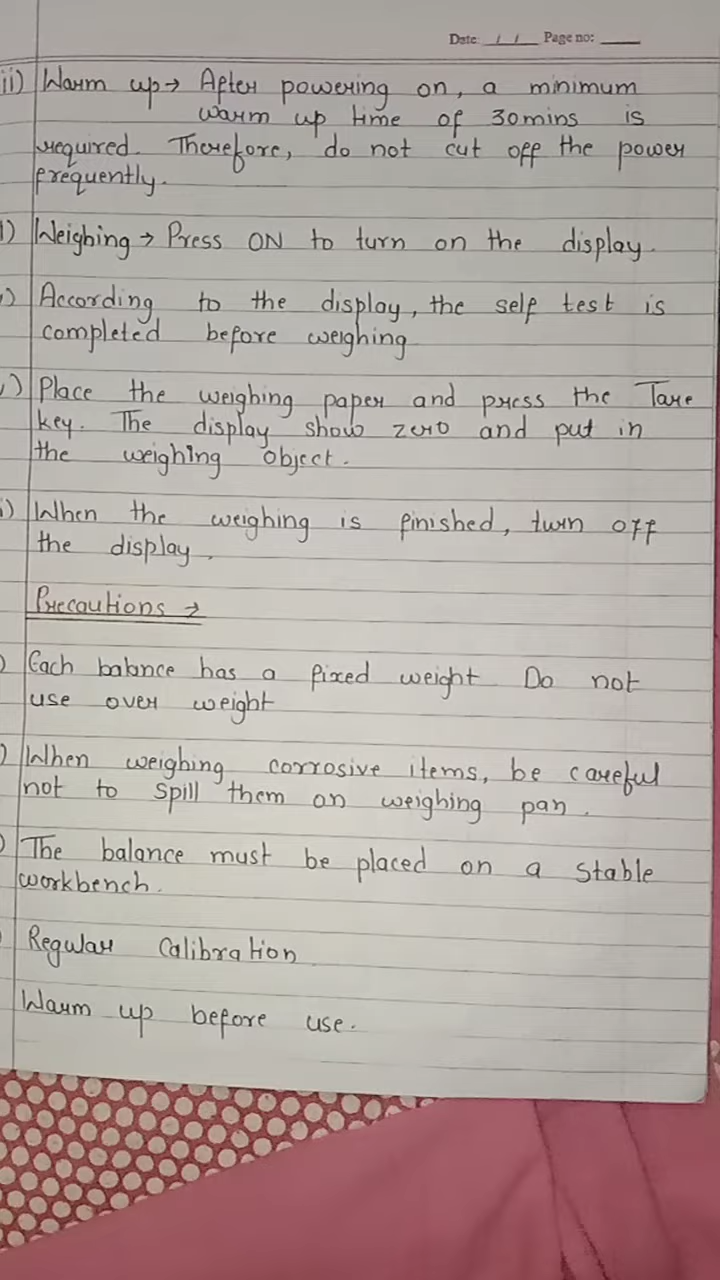 Date: / / Page no:
ii) Warm up → After powering on, a minimum
warm up time of 30mins is
required. Therefore, do not cut off the power
frequently.
) Weighing → Press ON to turn on the display.
) According to the display, the self test is
completed before weighing
) Place the weighing paper and press the Tare
key. The display show zero and put in
the weighing object.
i) When the weighing is finished, turn off
the display.
Precautions →
) Each balance has a fixed weight Do not
use over weight
) When weighing corrosive items, be careful
not to spill them on weighing pan.
) The balance must be placed on a stable
workbench.
) Regular Calibration
Warm up before use.